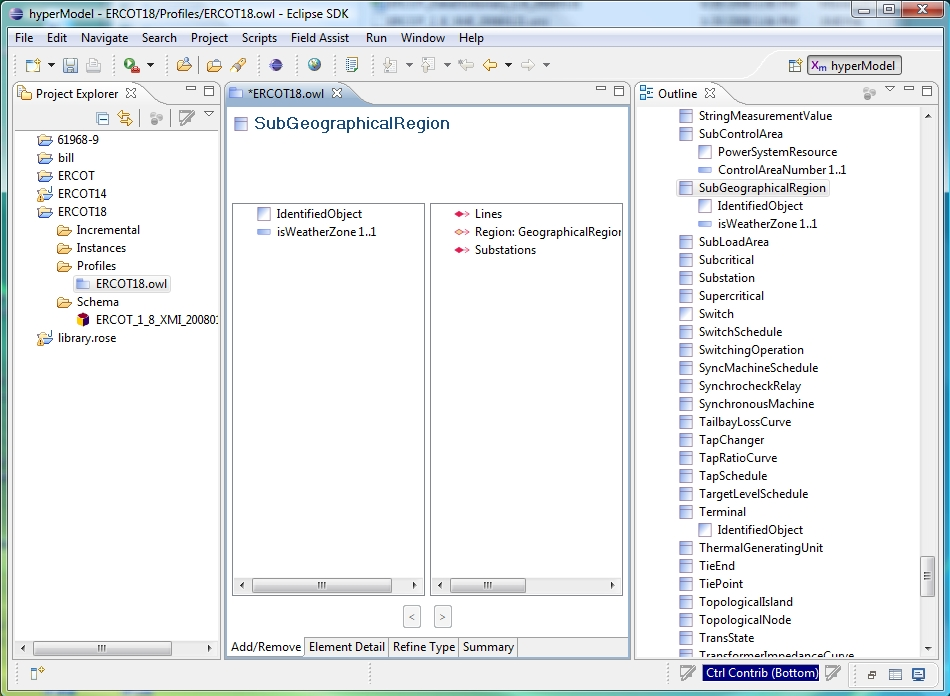 hyperModel - ERCOT18/Profiles/ERCOT18.owl - Eclipse SDK
File Edit Navigate Search Project Scripts Field Assist Run Window Help
Xm hyperModel
Project Explorer
61968-9
bill
ERCOT
ERCOT14
ERCOT18
Incremental
Instances
Profiles
ERCOT18.owl
Schema
ERCOT_1_8_XMI_20080
library.rose
*ERCOT18.owl
SubGeographicalRegion
IdentifiedObject
isWeatherZone 1..1
Lines
Region: GeographicalRegion
Substations
< >
Add/Remove Element Detail Refine Type Summary
Outline
StringMeasurementValue
SubControlArea
PowerSystemResource
ControlAreaNumber 1..1
SubGeographicalRegion
IdentifiedObject
isWeatherZone 1..1
SubLoadArea
Subcritical
Substation
Supercritical
Switch
SwitchSchedule
SwitchingOperation
SyncMachineSchedule
SynchrocheckRelay
SynchronousMachine
TailbayLossCurve
TapChanger
TapRatioCurve
TapSchedule
TargetLevelSchedule
Terminal
IdentifiedObject
ThermalGeneratingUnit
TieEnd
TiePoint
TopologicalIsland
TopologicalNode
TransState
TransformerImpedanceCurve
Ctrl Contrib (Bottom)